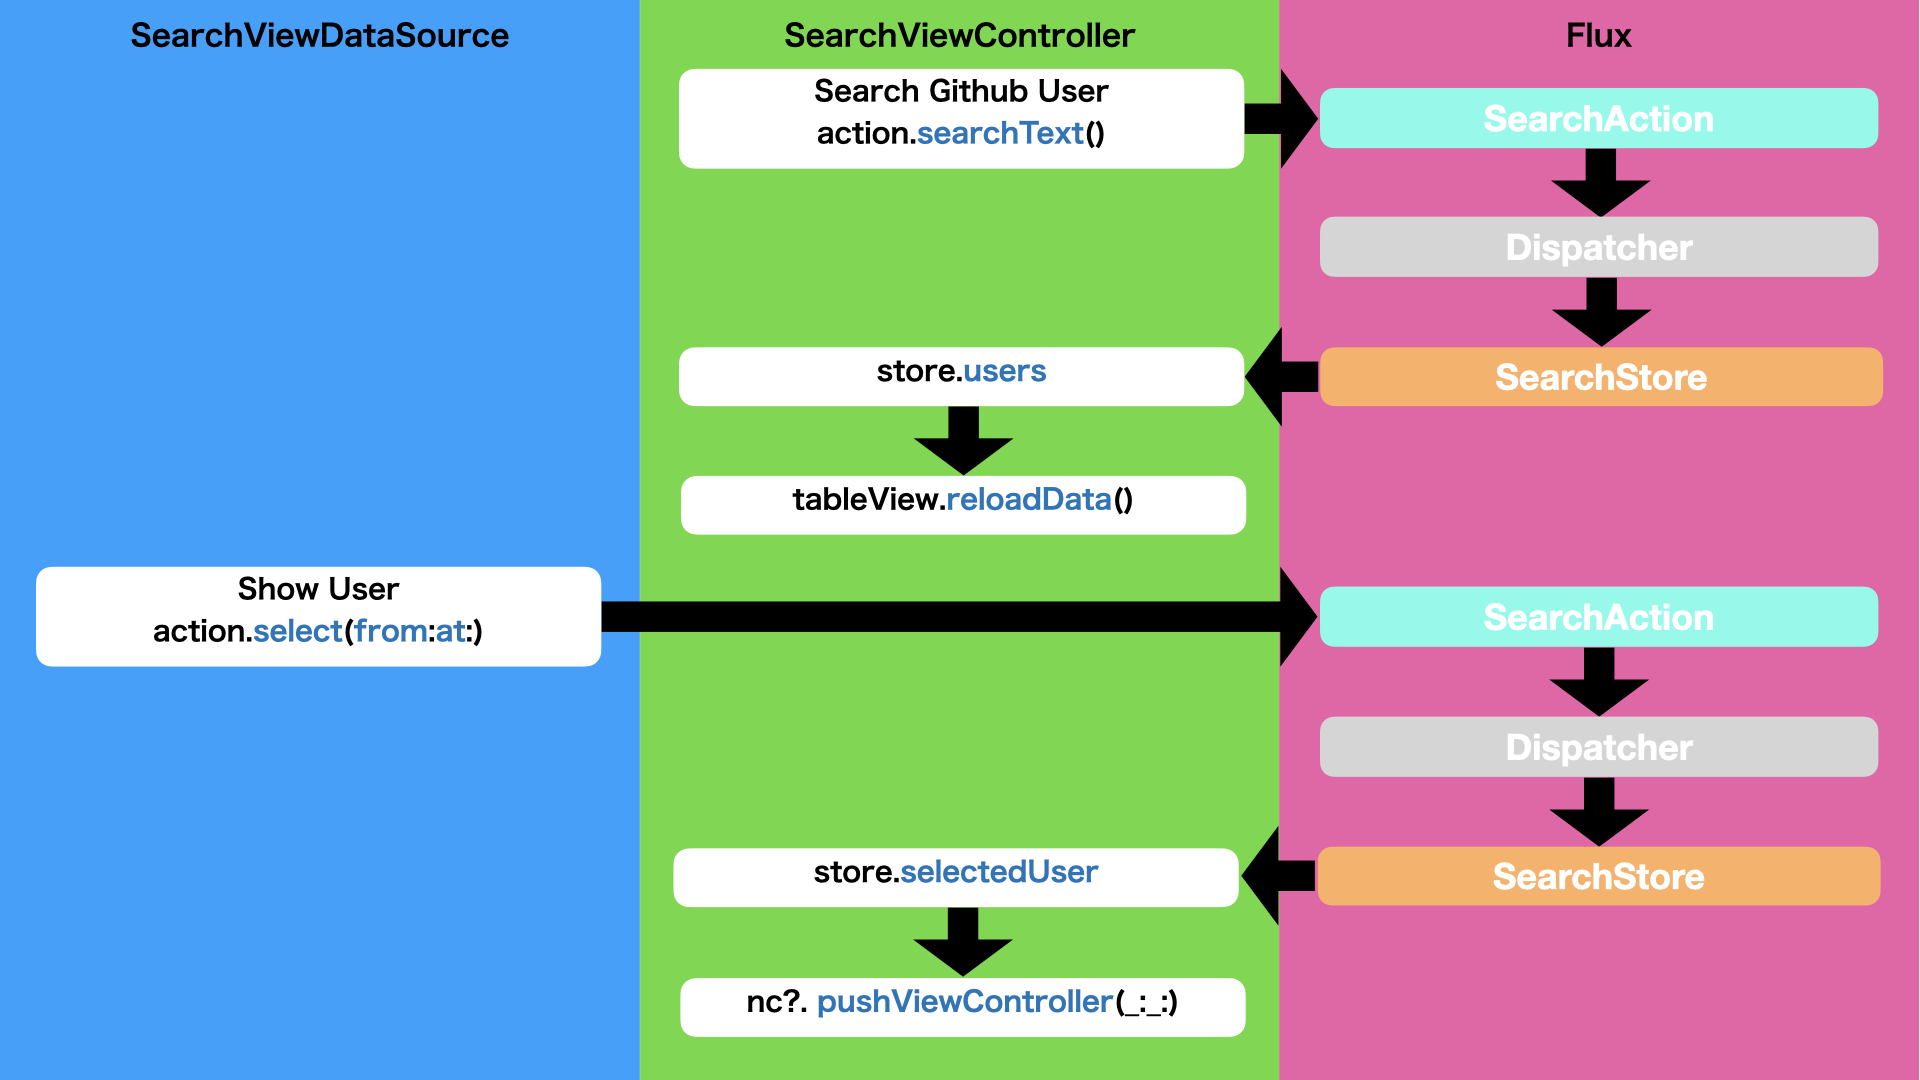 SearchViewDataSource
SearchViewController
Flux
Search Github User
action.searchText()
SearchAction
Dispatcher
store.users
SearchStore
tableView.reloadData()
Show User
action.select(from:at:)
SearchAction
Dispatcher
store.selectedUser
SearchStore
nc?. pushViewController(_:_:)